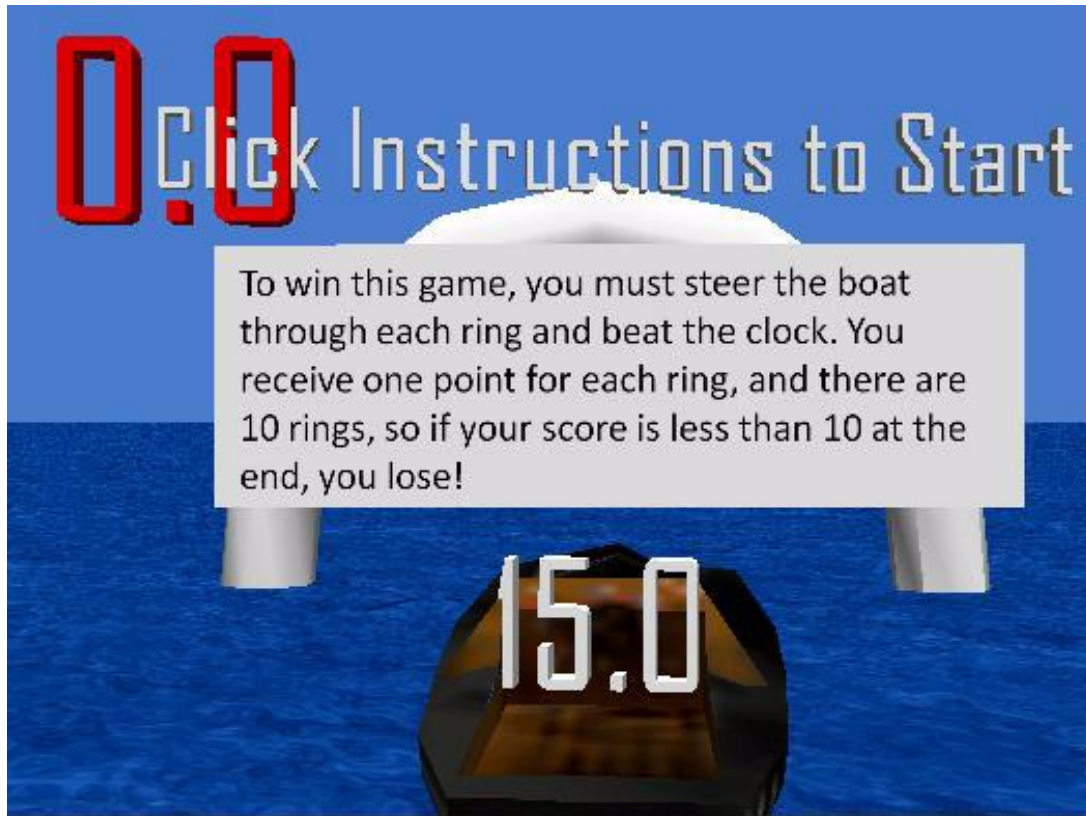 0.0
Click Instructions to Start
To win this game, you must steer the boat
through each ring and beat the clock. You
receive one point for each ring, and there are
10 rings, so if your score is less than 10 at the
end, you lose!
15.0